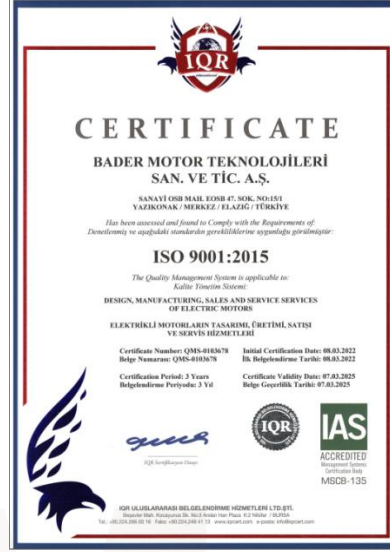 IQR
CERTIFICATE
BADER MOTOR TEKNOLOJİLERİ
SAN. VE TİC. A.Ş.
SANAYİ OSB MAH. EOSB 47. SOK. NO:15/1
YAZIKONAK / MERKEZ / ELAZIĞ / TÜRKİYE
Has been assessed and found to Comply with the Requirements of:
Denetlenmiş ve aşağıdaki standardın gerekliliklerine uygunluğu görülmüştür:
ISO 9001:2015
The Quality Management System is applicable to:
Kalite Yönetim Sistemi:
DESIGN, MANUFACTURING, SALES AND SERVICE SERVICES
OF ELECTRIC MOTORS
ELEKTRİKLİ MOTORLARIN TASARIMI, ÜRETİMİ, SATIŞI
VE SERVİS HİZMETLERİ
Certificate Number: QMS-0103678
Belge Numarası: QMS-0103678
Initial Certification Date: 08.03.2022
İlk Belgelendirme Tarihi: 08.03.2022
Certification Period: 3 Years
Belgelendirme Periyodu: 3 Yıl
Certificate Validity Date: 07.03.2025
Belge Geçerlilik Tarihi: 07.03.2025
IQR
IAS
ACCREDITED
Management Systems
Certification Body
MSCB-135
IQR ULUSLARARASI BELGELENDİRME HİZMETLERİ LTD.ŞTİ.